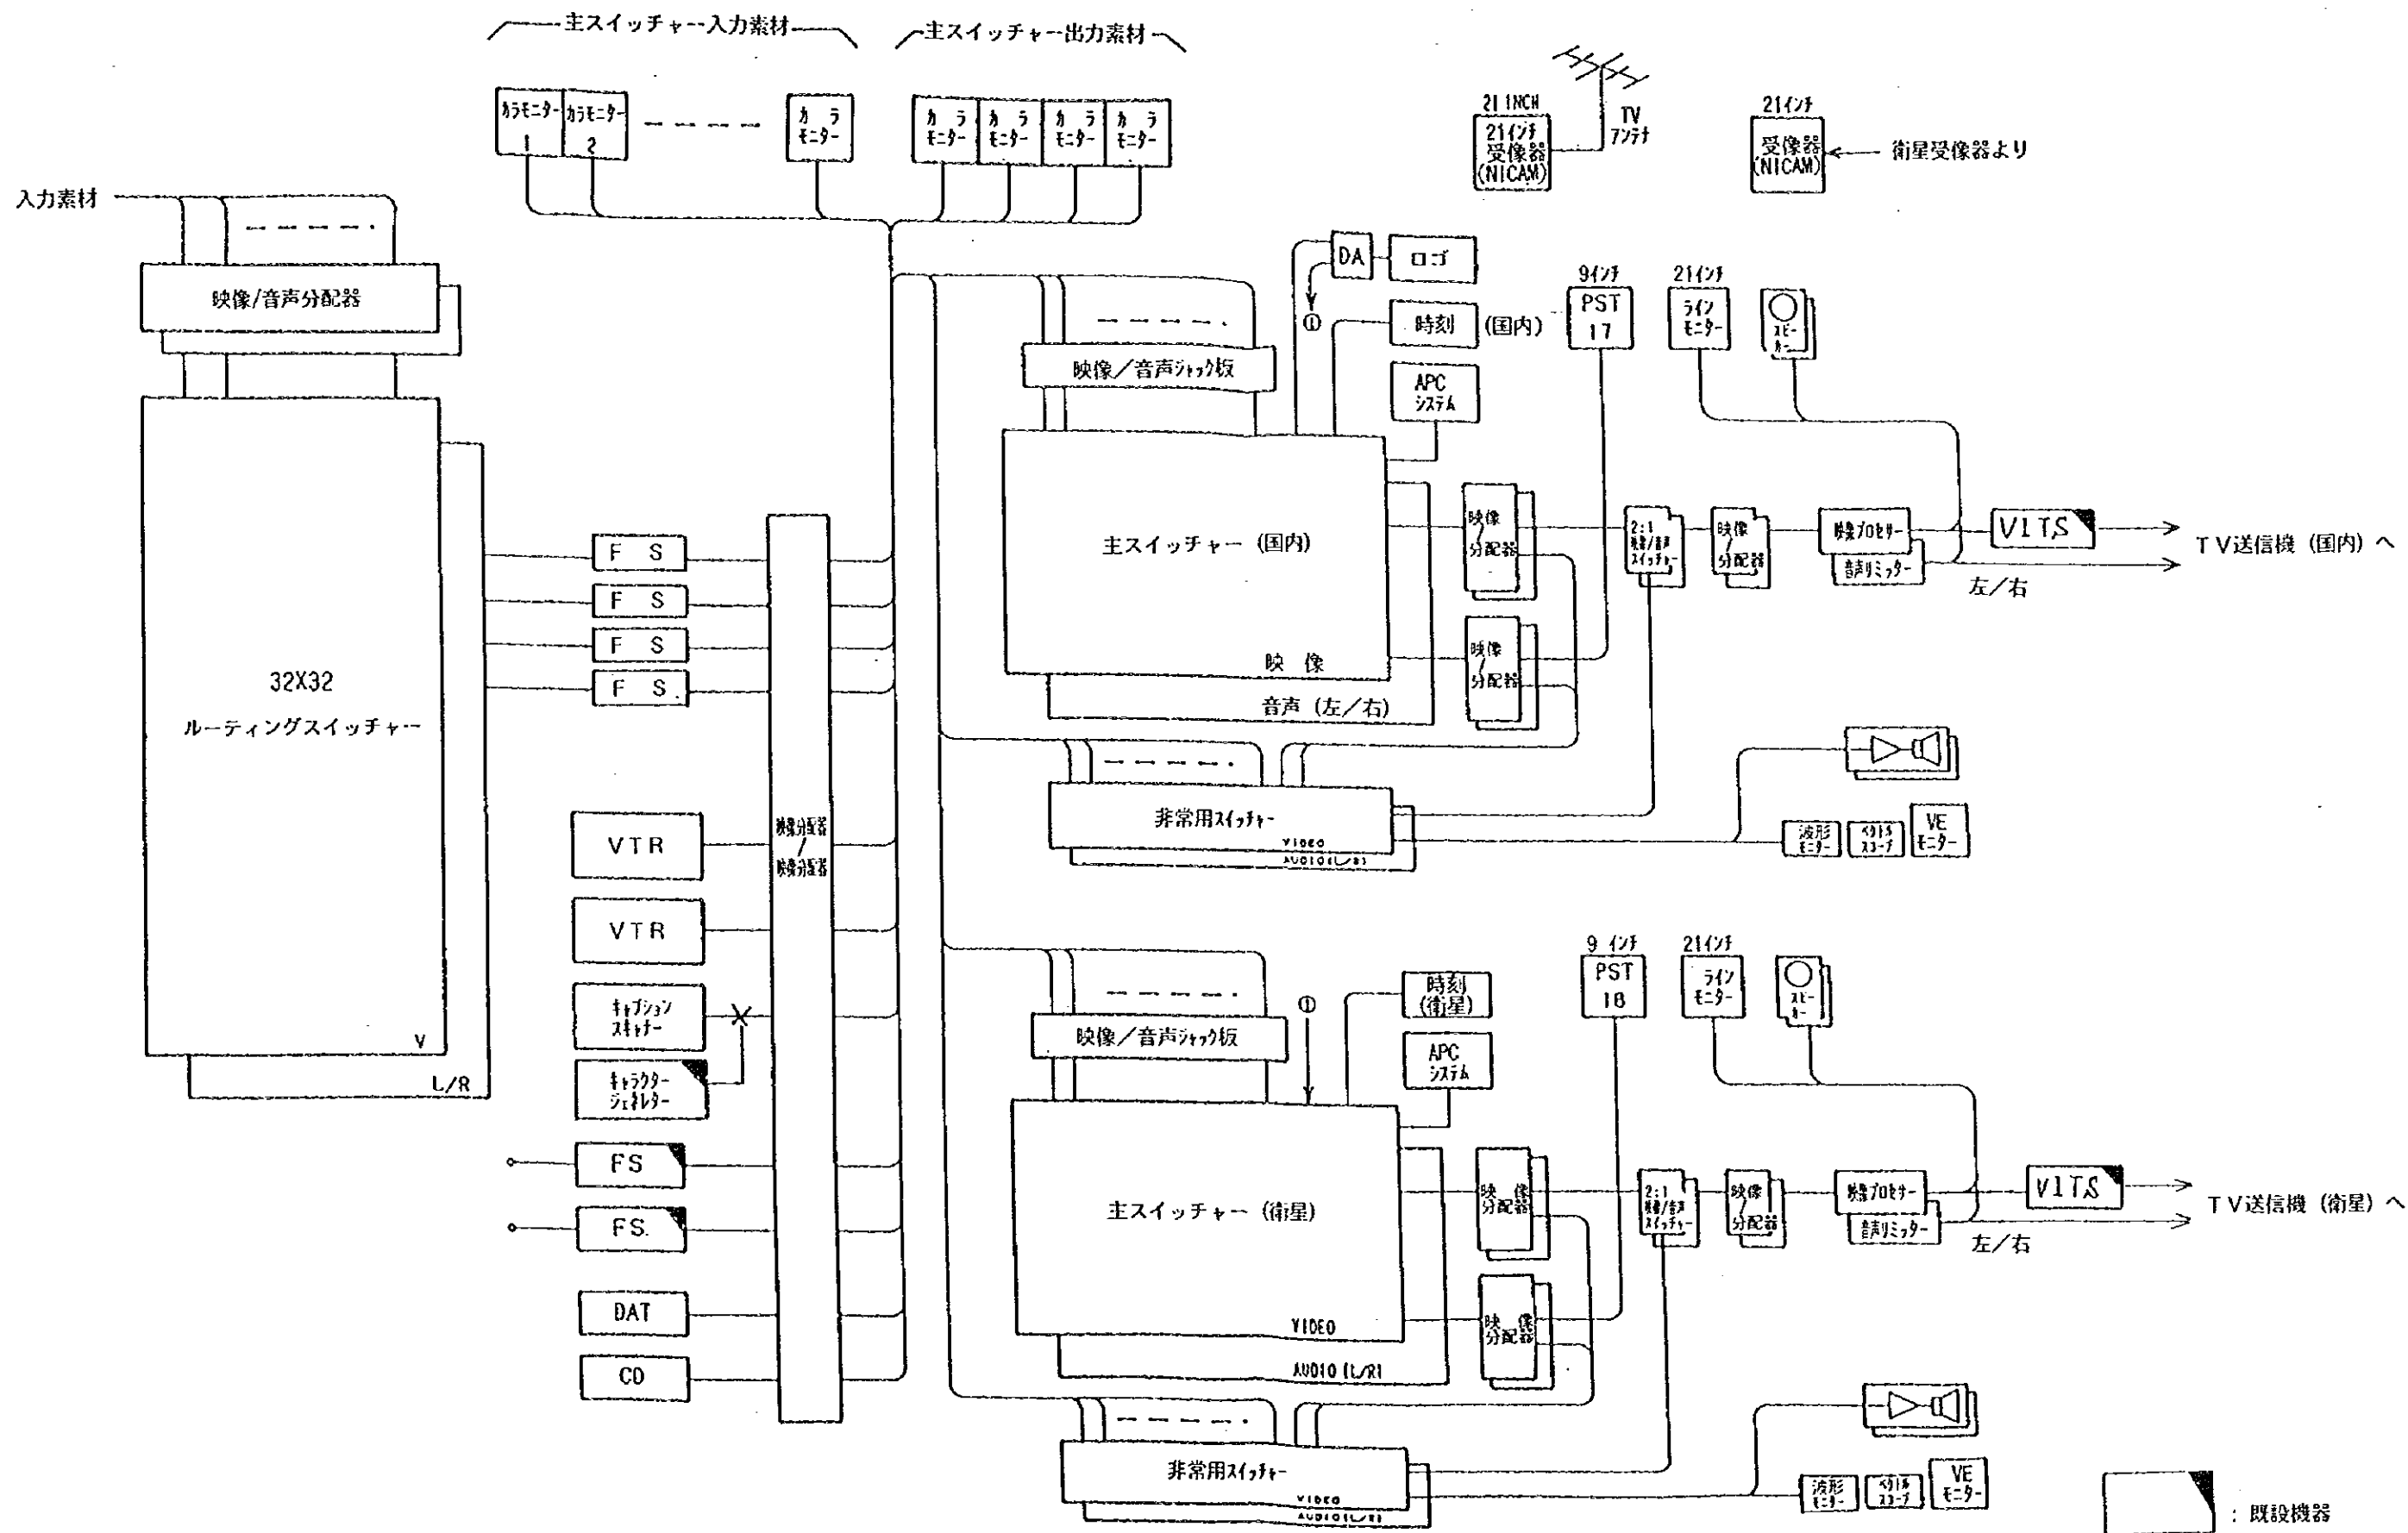 主スイッチャー入力素材
主スイッチャー出力素材
カラモニター
1
カラモニター
2
カラ
モニター
カラ
モニター
カラ
モニター
カラ
モニター
カラ
モニター
21 INCH
21インチ
受像器
(NICAM)
TV
アンテナ
21インチ
受像器
(NICAM)
衛星受像器より
入力素材
映像/音声分配器
32X32
ルーティングスイッチャー
V
L/R
F S
F S
F S
F S
VTR
VTR
キャプション
スキャナー
キャラクター
ジェネレター
FS
FS
DAT
CD
映像分配器
/
映像分配器
DA
ロゴ
①
時刻
(国内)
APC
システム
映像/音声ジャック板
主スイッチャー (国内)
映 像
音声 (左/右)
9インチ
PST
17
21インチ
ライン
モニター
スピーカー
映像
/
分配器
映像
/
分配器
2:1
映像/音声
スイッチャー
映像
/
分配器
映像プロセサー
音声リミッター
VITS
左/右
TV送信機 (国内) へ
非常用スイッチャー
VIDEO
AUDIO(L/R)
波形
モニター
ベクトル
スコープ
VE
モニター
①
時刻
(衛星)
APC
システム
映像/音声ジャック板
主スイッチャー (衛星)
VIDEO
AUDIO (L/R)
9 インチ
PST
18
21インチ
ライン
モニター
スピーカー
映 像
分配器
映 像
分配器
2:1
映像/音声
スイッチャー
映像
/
分配器
映像プロセサー
音声リミッター
VITS
左/右
TV送信機 (衛星) へ
非常用スイッチャー
VIDEO
AUDIO(L/R)
波形
モニター
ベクトル
スコープ
VE
モニター
: 既設機器